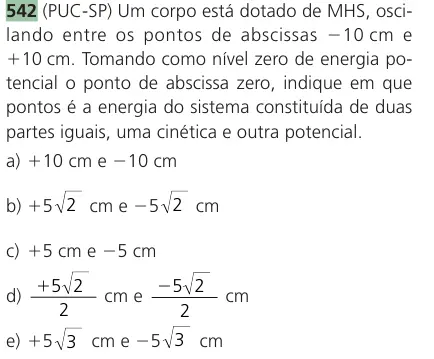 542 (PUC-SP) Um corpo está dotado de MHS, osci-
lando entre os pontos de abscissas −10 cm e
+10 cm. Tomando como nível zero de energia po-
tencial o ponto de abscissa zero, indique em que
pontos é a energia do sistema constituída de duas
partes iguais, uma cinética e outra potencial.
a) +10 cm e −10 cm
b) +5√2 cm e −5√2 cm
c) +5 cm e −5 cm
d) +5√2/2 cm e −5√2/2 cm
e) +5√3 cm e −5√3 cm